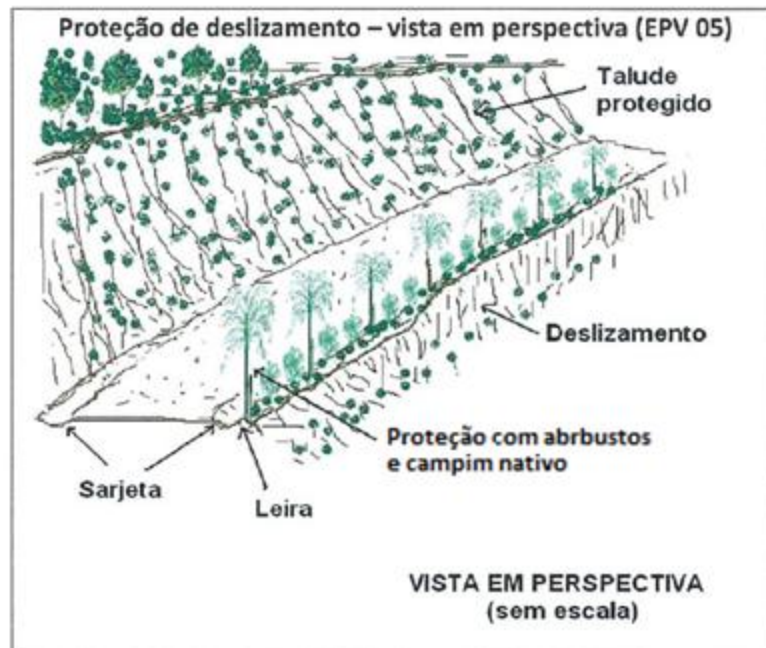 Proteção de deslizamento – vista em perspectiva (EPV 05)
Talude
protegido
Deslizamento
Proteção com abrbustos
e campim nativo
Sarjeta
Leira
VISTA EM PERSPECTIVA
(sem escala)